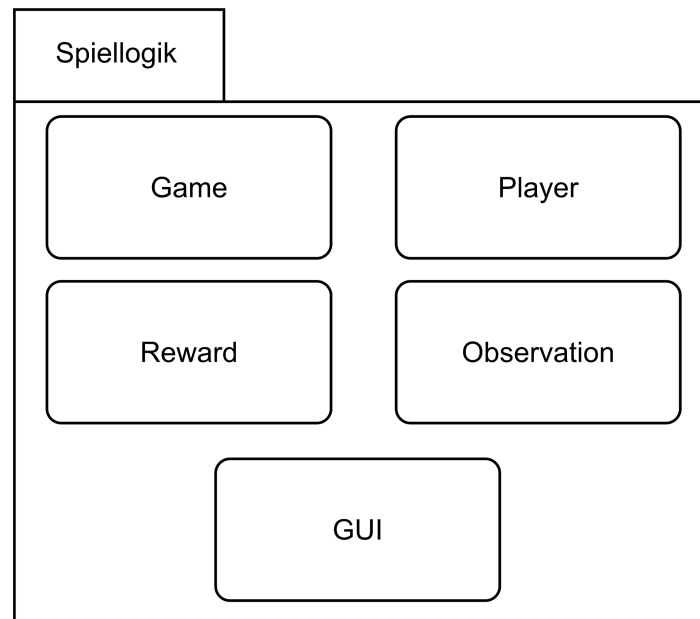 Spiellogik
Game
Player
Reward
Observation
GUI